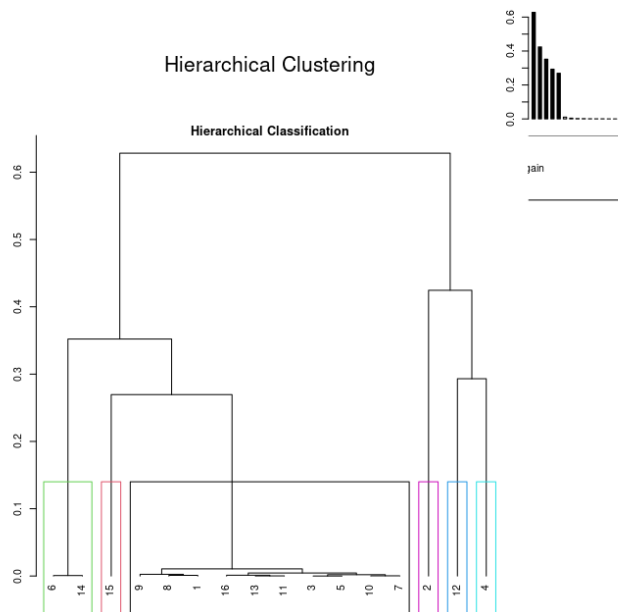 Hierarchical Clustering
0.0 0.2 0.4 0.6
gain
Hierarchical Classification
0.0 0.1 0.2 0.3 0.4 0.5 0.6
6 14 15 9 8 1 16 13 11 3 5 10 7 2 12 4